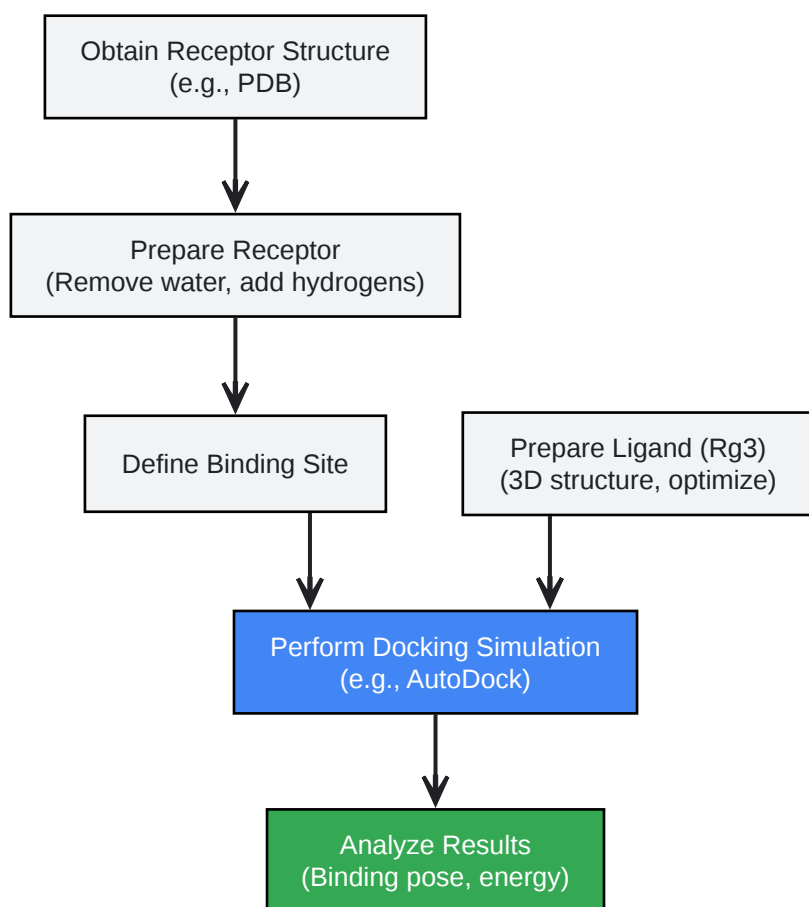 Obtain Receptor Structure
(e.g., PDB)
Prepare Receptor
(Remove water, add hydrogens)
Define Binding Site
Prepare Ligand (Rg3)
(3D structure, optimize)
Perform Docking Simulation
(e.g., AutoDock)
Analyze Results
(Binding pose, energy)